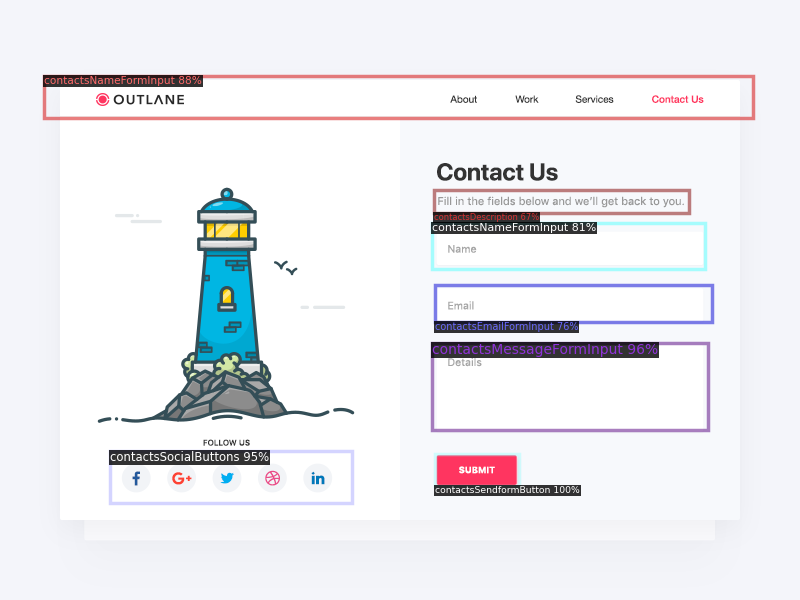 contactsNameFormInput 88%
OUTLANE
About
Work
Services
Contact Us
Contact Us
Fill in the fields below and we'll get back to you.
contactsDescription 67%
contactsNameFormInput 81%
Name
Email
contactsEmailFormInput 76%
contactsMessageFormInput 96%
Details
FOLLOW US
contactsSocialButtons 95%
f
G+
in
SUBMIT
contactsSendformButton 100%